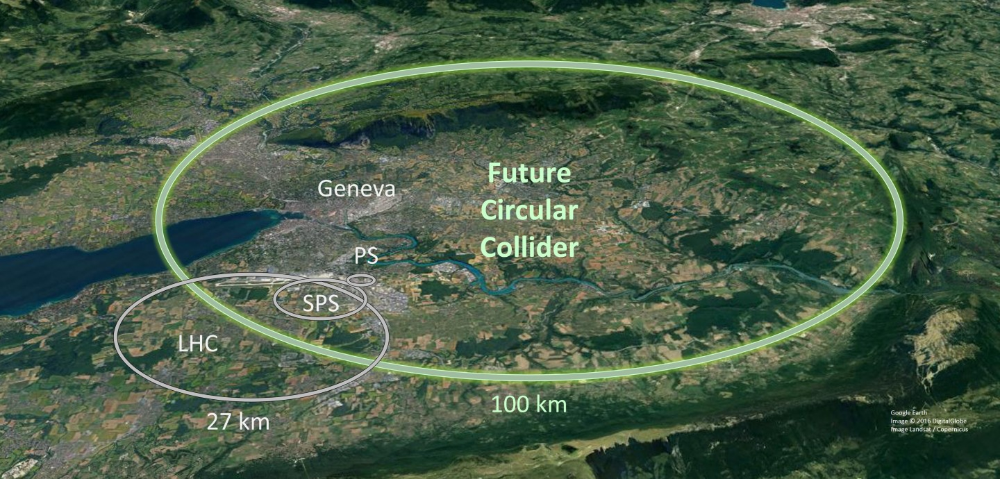 Future
Circular
Collider
Geneva
PS
SPS
LHC
100 km
27 km
Google Earth
Image © 2016 DigitalGlobe
Image Landsat / Copernicus